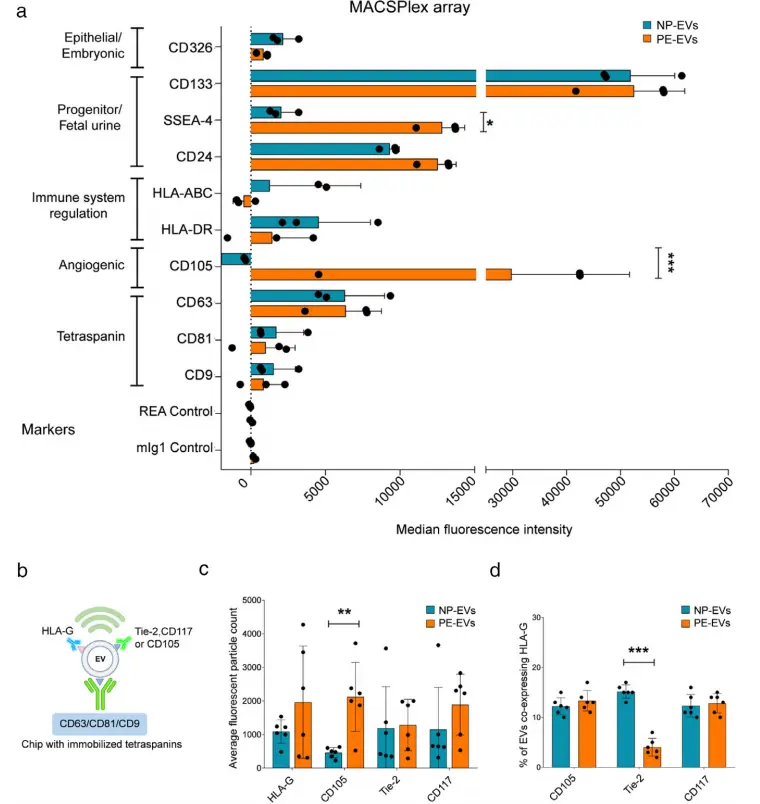 a
MACSPlex array
NP-EVs
PE-EVs
Epithelial/
Embryonic
CD326
CD133
Progenitor/
Fetal urine
SSEA-4
*
CD24
HLA-ABC
Immune system
regulation
HLA-DR
Angiogenic
CD105
***
CD63
Tetraspanin
CD81
CD9
REA Control
Markers
mIg1 Control
0
5000
10000
15000
30000
40000
50000
60000
70000
Median fluorescence intensity
b
HLA-G
Tie-2,CD117
or CD105
EV
CD63/CD81/CD9
Chip with immobilized tetraspanins
c
Average fluorescent particle count
5000
4000
3000
2000
1000
0
**
NP-EVs
PE-EVs
HLA-G
CD105
Tie-2
CD117
d
% of EVs co-expressing HLA-G
30
20
10
0
***
NP-EVs
PE-EVs
CD105
Tie-2
CD117